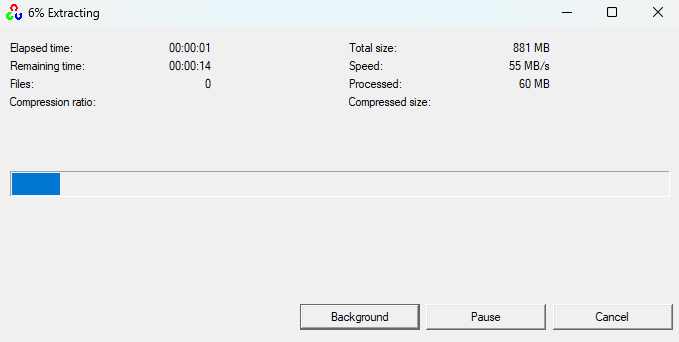 6% Extracting
Elapsed time: 00:00:01 Total size: 881 MB
Remaining time: 00:00:14 Speed: 55 MB/s
Files: 0 Processed: 60 MB
Compression ratio: Compressed size:
Background Pause Cancel